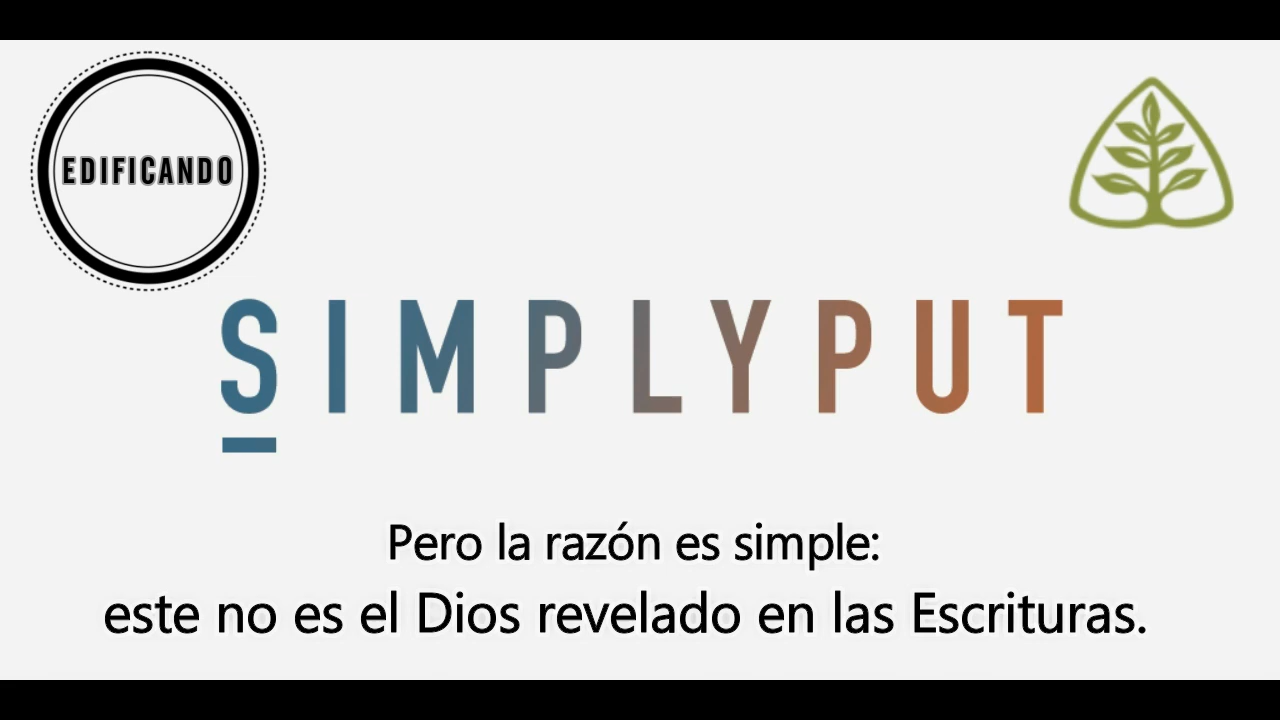 EDIFICANDO
SIMPLYPUT
Pero la razón es simple:
este no es el Dios revelado en las Escrituras.